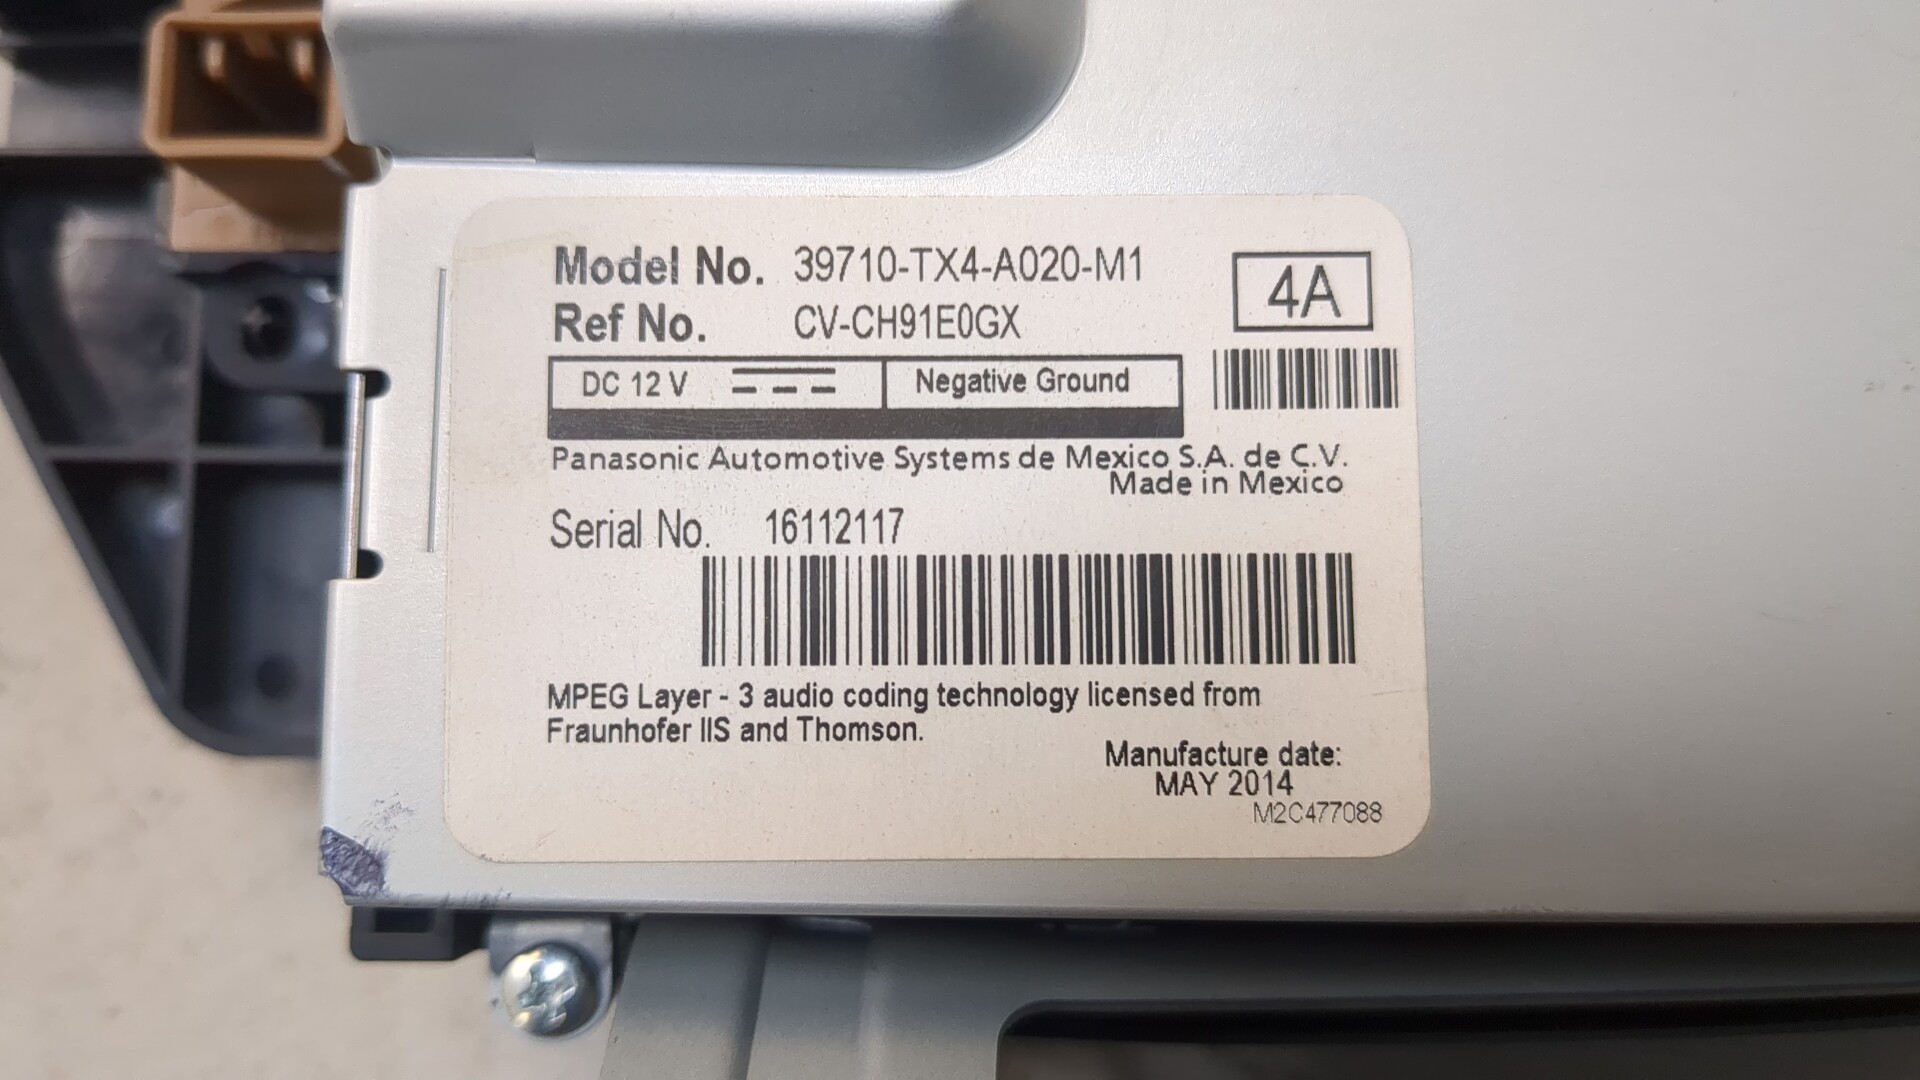 Model No. 39710-TX4-A020-M1
4A
Ref No. CV-CH91E0GX
DC 12 V Negative Ground
Panasonic Automotive Systems de Mexico S.A. de C.V.
Made in Mexico
Serial No. 16112117
MPEG Layer - 3 audio coding technology licensed from
Fraunhofer IIS and Thomson.
Manufacture date:
MAY 2014
M2C477088